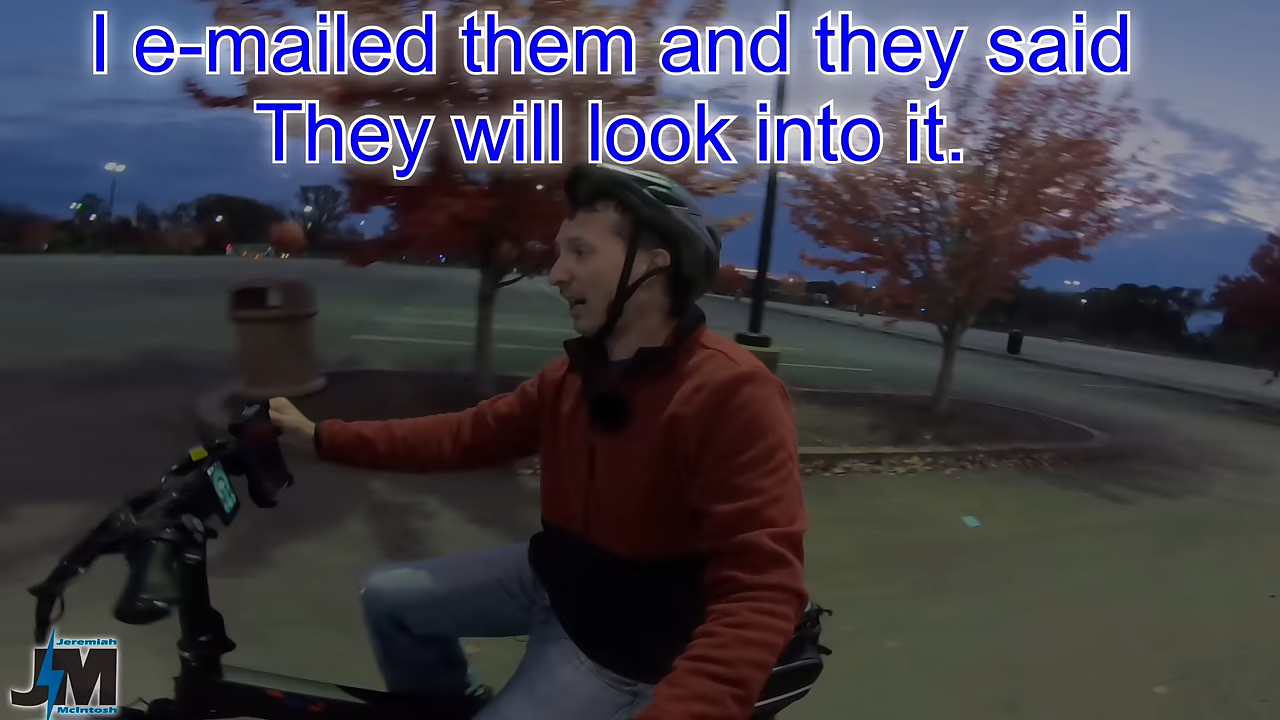 I e-mailed them and they said
They will look into it.
Jeremiah
JM
McIntosh